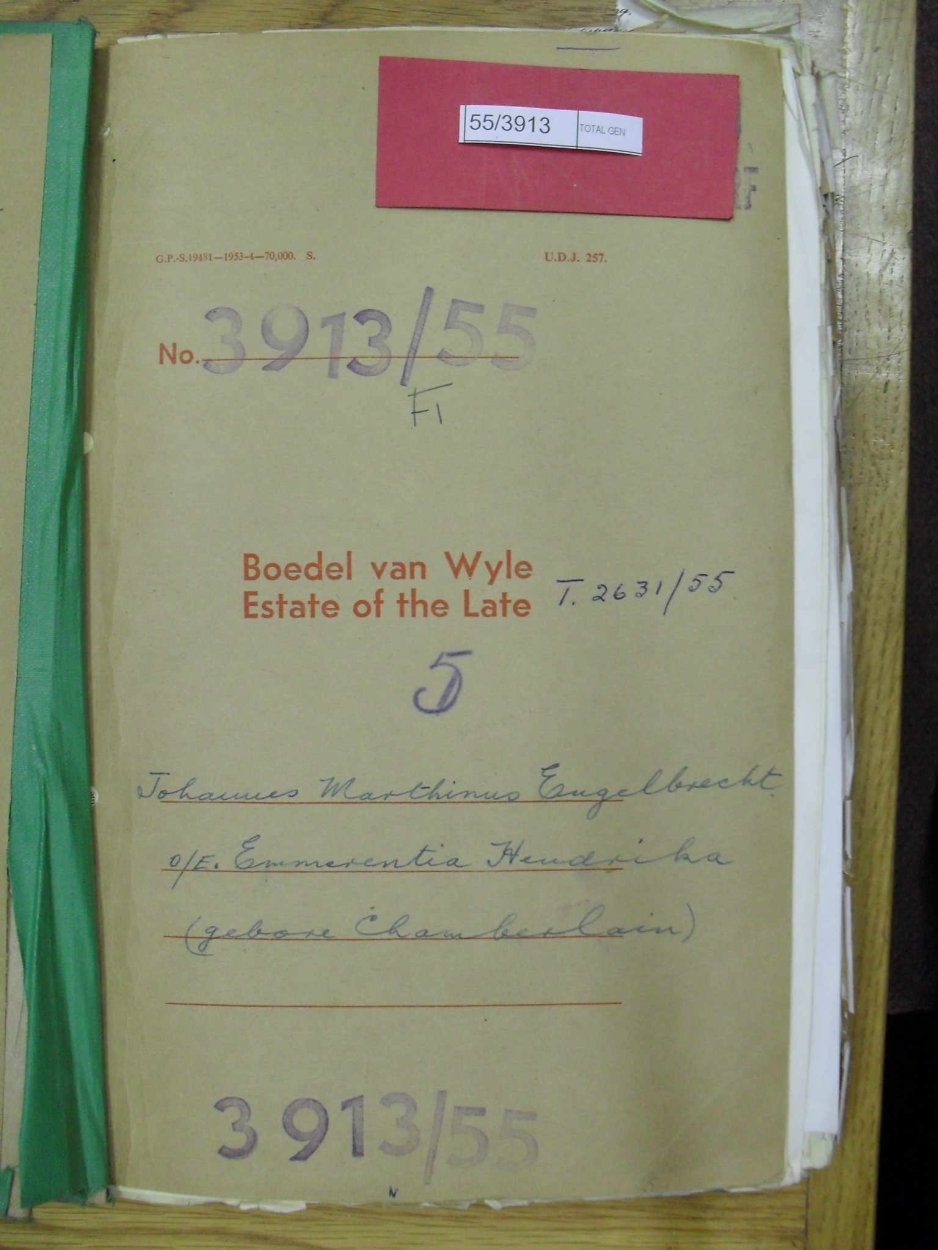 55/3913 TOTAL GEN
G.P.-S.49481—1953-4—70,000. S. U.D.J. 257.
No. 3913/55
F1
Boedel van Wyle
Estate of the Late T. 2631/55
5
Johannes Marthinus Engelbrecht
o/E. Emmerentia Hendrika
(gebore Chamberlain)
3913/55